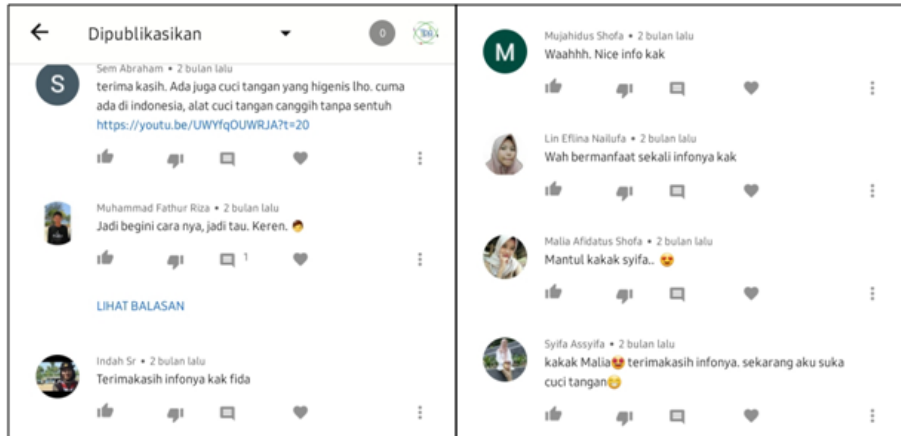 Dipublikasikan
0
S
Sem Abraham • 2 bulan lalu
terima kasih. Ada juga cuci tangan yang higenis lho. cuma
ada di indonesia, alat cuci tangan canggih tanpa sentuh
https://youtu.be/UWYfqOUWRJA?t=20
Muhammad Fathur Riza • 2 bulan lalu
Jadi begini cara nya, jadi tau. Keren. 🧑
1
LIHAT BALASAN
Indah Sr • 2 bulan lalu
Terimakasih infonya kak fida
M
Mujahidus Shofa • 2 bulan lalu
Waahhh. Nice info kak
Lin Eflina Nailufa • 2 bulan lalu
Wah bermanfaat sekali infonya kak
Malia Afidatus Shofa • 2 bulan lalu
Mantul kakak syifa.. 😍
Syifa Assyifa • 2 bulan lalu
kakak Malia😍 terimakasih infonya. sekarang aku suka
cuci tangan😁